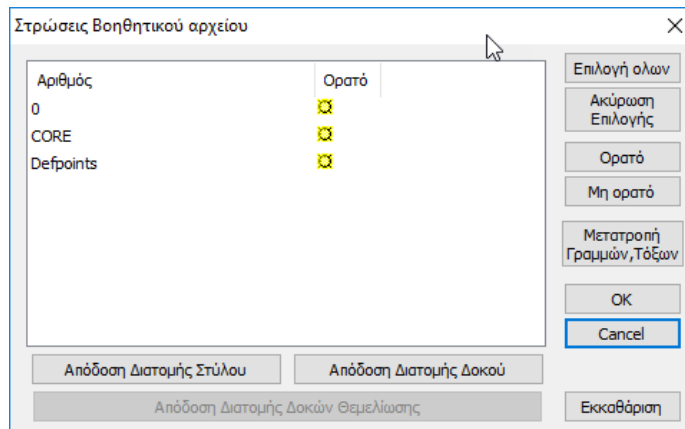 Στρώσεις Βοηθητικού αρχείου
Αριθμός Ορατό
0
CORE
Defpoints
Επιλογή ολων
Ακύρωση
Επιλογής
Ορατό
Μη ορατό
Μετατροπή
Γραμμών,Τόξων
OK
Cancel
Απόδοση Διατομής Στύλου
Απόδοση Διατομής Δοκού
Απόδοση Διατομής Δοκών Θεμελίωσης
Εκκαθάριση